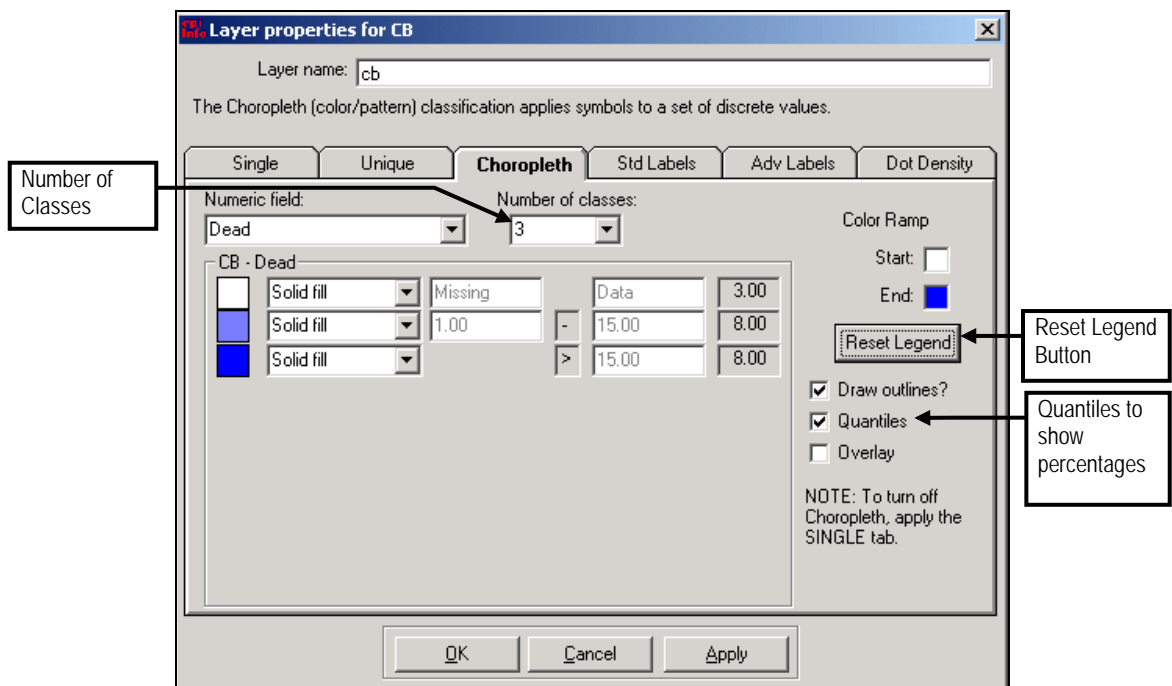 EPI
Info Layer properties for CB
Layer name: cb
The Choropleth (color/pattern) classification applies symbols to a set of discrete values.
Single Unique Choropleth Std Labels Adv Labels Dot Density
Number of
Classes
Numeric field: Number of classes:
Dead 3
CB - Dead
Solid fill Missing Data 3.00
Solid fill 1.00 - 15.00 8.00
Solid fill > 15.00 8.00
Color Ramp
Start:
End:
Reset Legend
Reset Legend
Button
Draw outlines?
Quantiles
Overlay
Quantiles to
show
percentages
NOTE: To turn off
Choropleth, apply the
SINGLE tab.
OK Cancel Apply